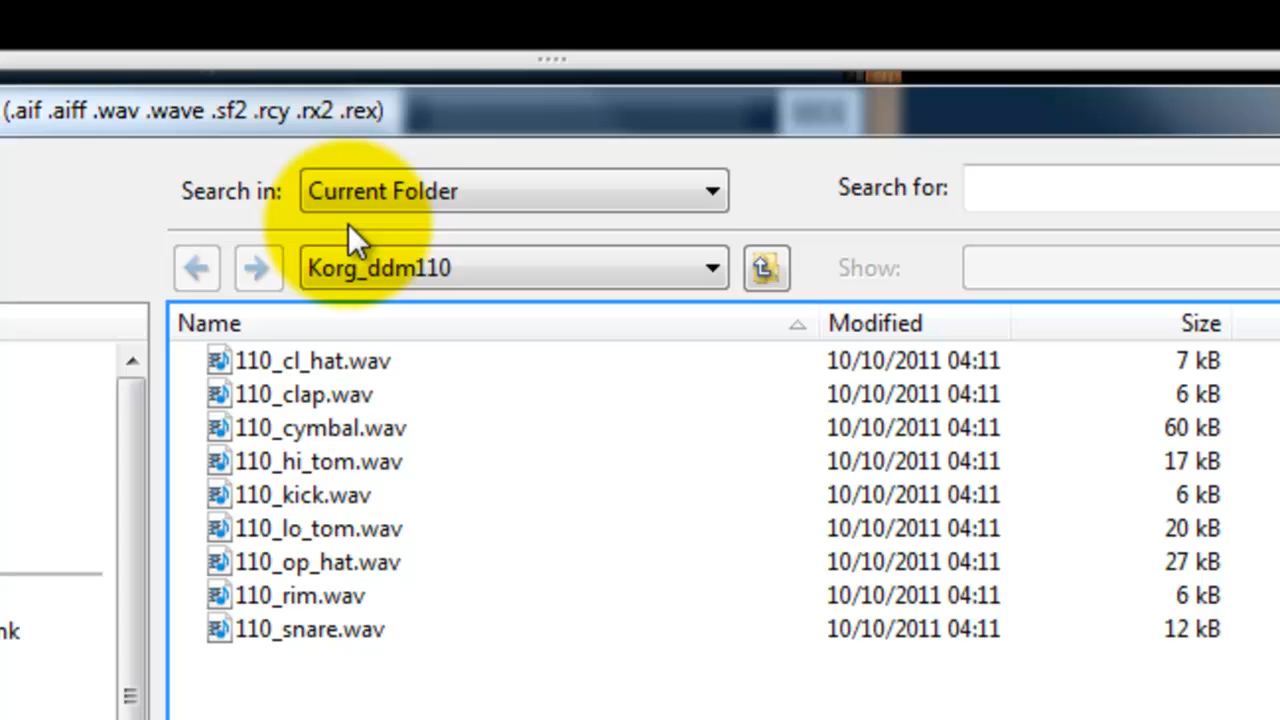 (.aif .aiff .wav .wave .sf2 .rcy .rx2 .rex)
Search in: Current Folder Search for:
Korg_ddm110 Show:
Name Modified Size
110_cl_hat.wav 10/10/2011 04:11 7 kB
110_clap.wav 10/10/2011 04:11 6 kB
110_cymbal.wav 10/10/2011 04:11 60 kB
110_hi_tom.wav 10/10/2011 04:11 17 kB
110_kick.wav 10/10/2011 04:11 6 kB
110_lo_tom.wav 10/10/2011 04:11 20 kB
110_op_hat.wav 10/10/2011 04:11 27 kB
110_rim.wav 10/10/2011 04:11 6 kB
110_snare.wav 10/10/2011 04:11 12 kB
nk